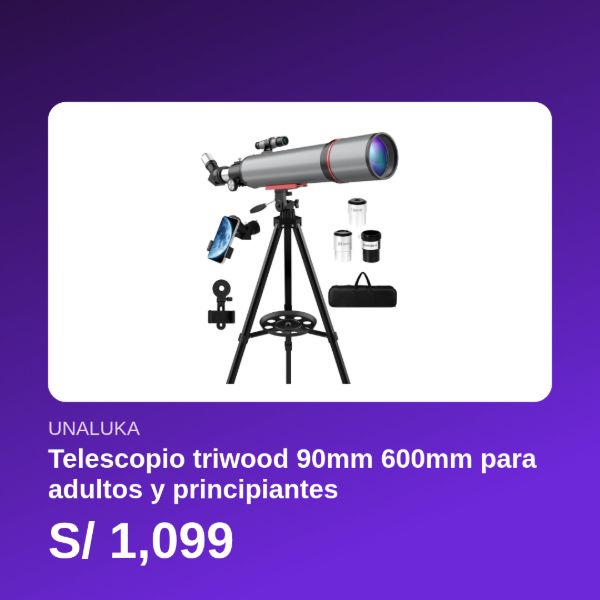 UNALUKA
Telescopio triwood 90mm 600mm para
adultos y principiantes
S/ 1,099